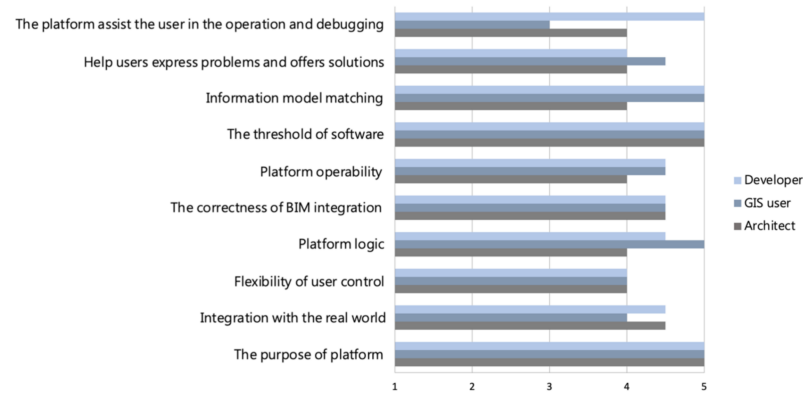 The platform assist the user in the operation and debugging
Help users express problems and offers solutions
Information model matching
The threshold of software
Platform operability
The correctness of BIM integration
Platform logic
Flexibility of user control
Integration with the real world
The purpose of platform
1 2 3 4 5
Developer
GIS user
Architect